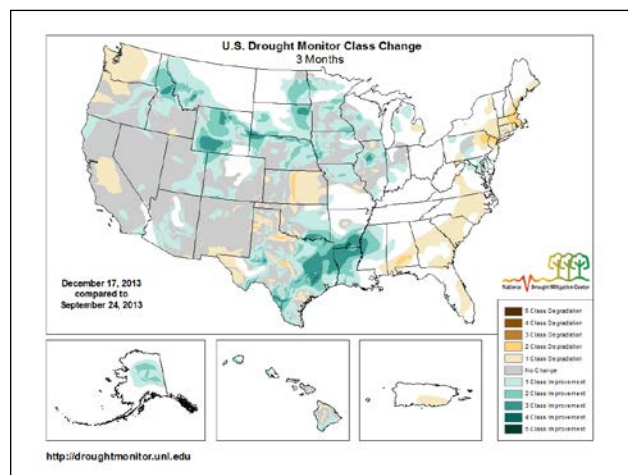 U.S. Drought Monitor Class Change
3 Months
December 17, 2013
compared to
September 24, 2013
National Drought Mitigation Center
5 Class Degradation
4 Class Degradation
3 Class Degradation
2 Class Degradation
1 Class Degradation
No Change
1 Class Improvement
2 Class Improvement
3 Class Improvement
4 Class Improvement
5 Class Improvement
http://droughtmonitor.unl.edu